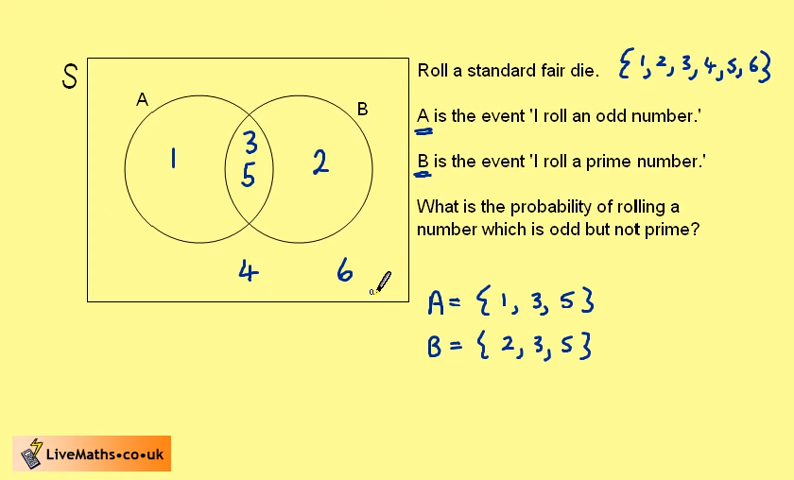 S
A
B
1
3
5
2
4
6
Roll a standard fair die. {1, 2, 3, 4, 5, 6}
A is the event 'I roll an odd number.'
B is the event 'I roll a prime number.'
What is the probability of rolling a
number which is odd but not prime?
A = { 1, 3, 5 }
B = { 2, 3, 5 }
LiveMaths•co•uk